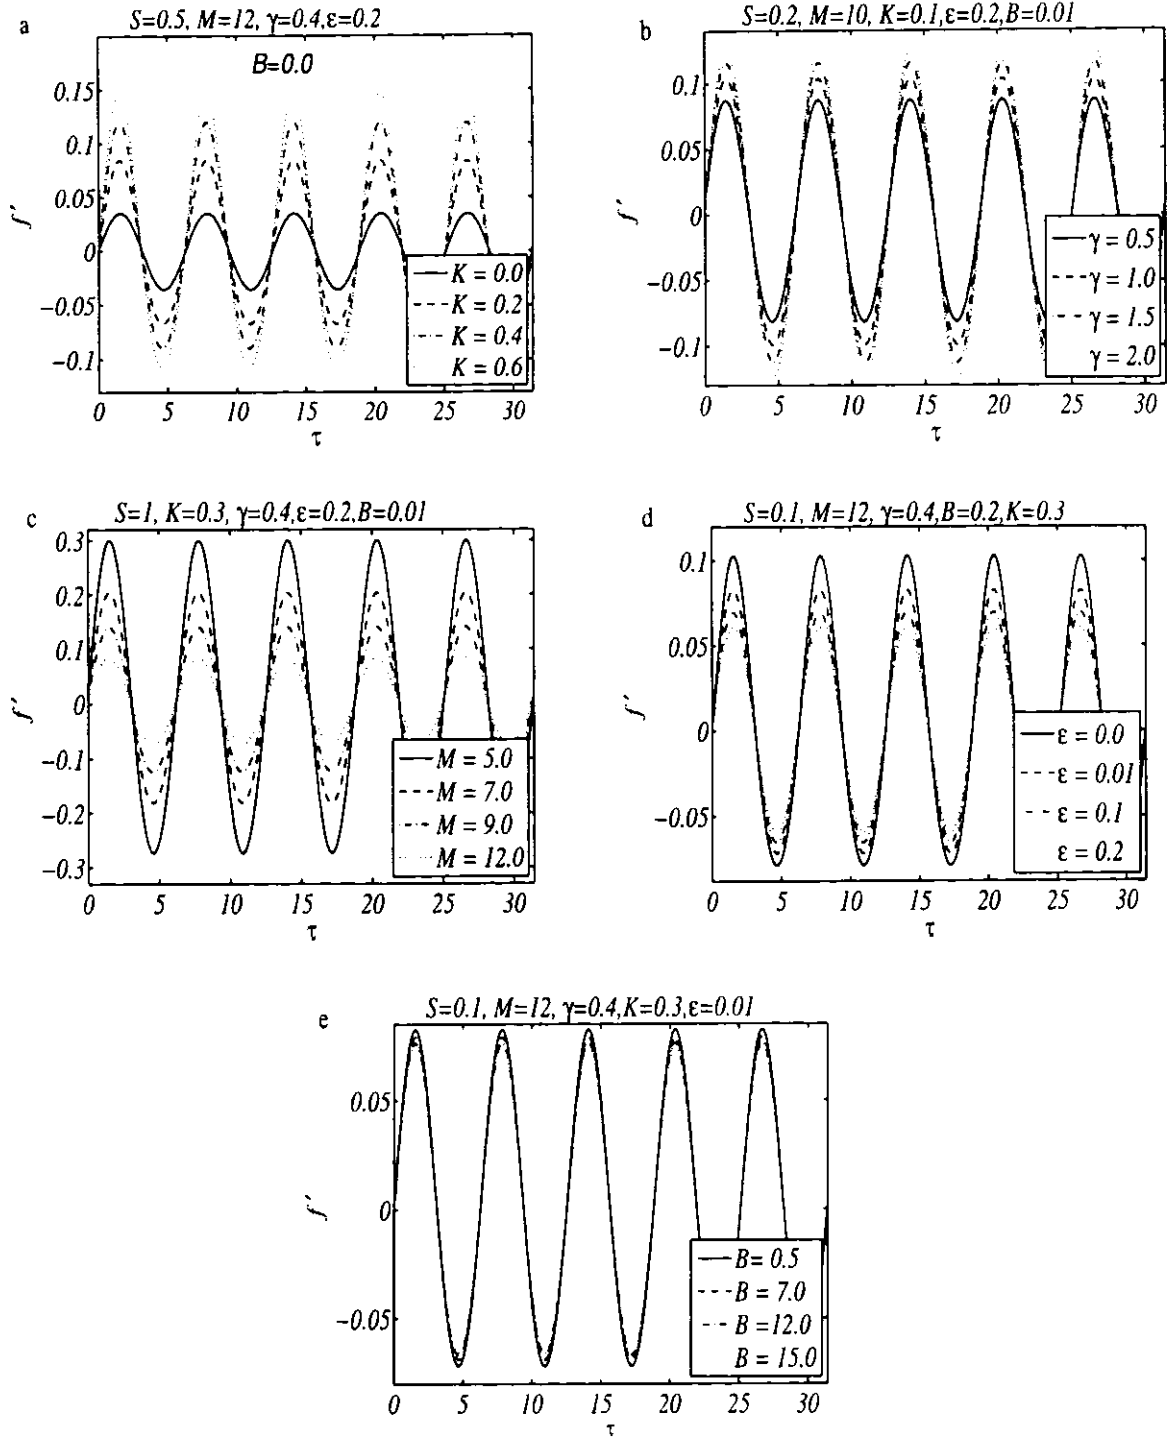 a
S=0.5, M=12, γ=0.4,ε=0.2
B=0.0
0.15
0.1
0.05
0
−0.05
−0.1
f′
K = 0.0
K = 0.2
K = 0.4
K = 0.6
0 5 10 15 20 25 30
τ
b
S=0.2, M=10, K=0.1,ε=0.2,B=0.01
0.1
0.05
0
−0.05
−0.1
f′
γ = 0.5
γ = 1.0
γ = 1.5
γ = 2.0
0 5 10 15 20 25 30
τ
c
S=1, K=0.3, γ=0.4,ε=0.2,B=0.01
0.3
0.2
0.1
0
−0.1
−0.2
−0.3
f′
M = 5.0
M = 7.0
M = 9.0
M = 12.0
0 5 10 15 20 25 30
τ
d
S=0.1, M=12, γ=0.4,B=0.2,K=0.3
0.1
0.05
0
−0.05
f′
ε = 0.0
ε = 0.01
ε = 0.1
ε = 0.2
0 5 10 15 20 25 30
τ
e
S=0.1, M=12, γ=0.4,K=0.3,ε=0.01
0.05
0
−0.05
f′
B= 0.5
B = 7.0
B =12.0
B = 15.0
0 5 10 15 20 25 30
τ